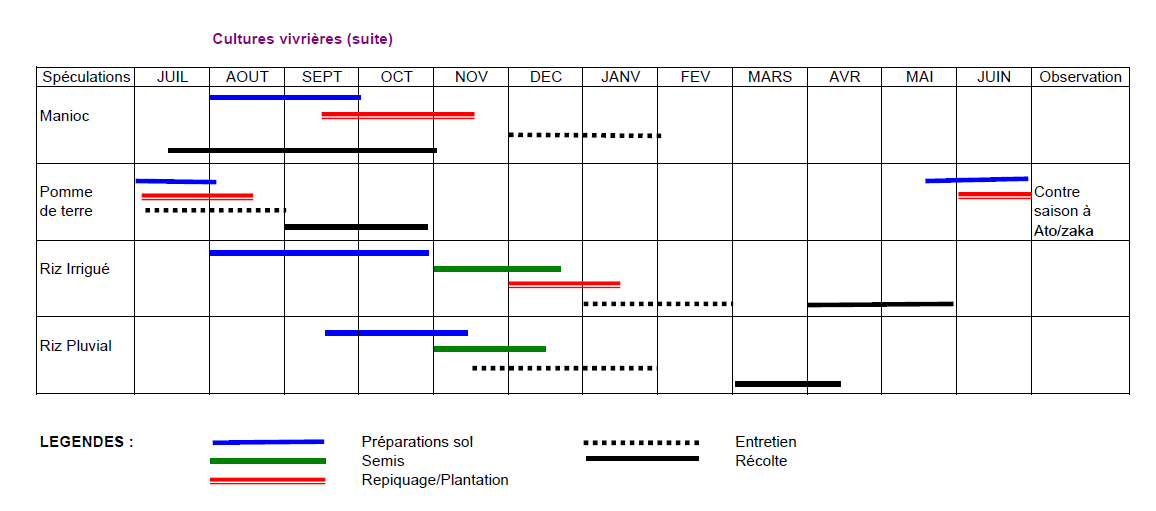 Cultures vivrières (suite)
Spéculations JUIL AOUT SEPT OCT NOV DEC JANV FEV MARS AVR MAI JUIN Observation
Manioc
Pomme
de terre
Contre
saison à
Ato/zaka
Riz Irrigué
Riz Pluvial
LEGENDES :
Préparations sol
Semis
Repiquage/Plantation
Entretien
Récolte